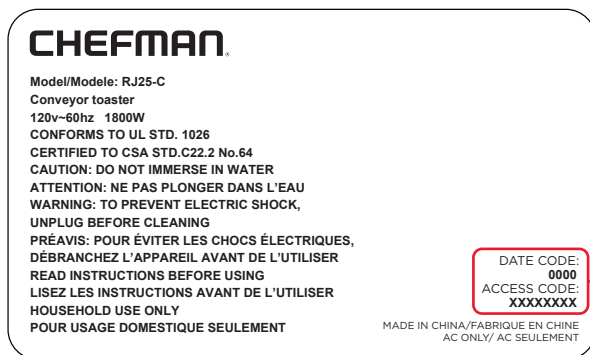 CHEFMAN®
Model/Modele: RJ25-C
Conveyor toaster
120v~60hz 1800W
CONFORMS TO UL STD. 1026
CERTIFIED TO CSA STD.C22.2 No.64
CAUTION: DO NOT IMMERSE IN WATER
ATTENTION: NE PAS PLONGER DANS L'EAU
WARNING: TO PREVENT ELECTRIC SHOCK,
UNPLUG BEFORE CLEANING
PRÉAVIS: POUR ÉVITER LES CHOCS ÉLECTRIQUES,
DÉBRANCHEZ L'APPAREIL AVANT DE L'UTILISER
READ INSTRUCTIONS BEFORE USING
LISEZ LES INSTRUCTIONS AVANT DE L'UTILISER
HOUSEHOLD USE ONLY
POUR USAGE DOMESTIQUE SEULEMENT
DATE CODE:
0000
ACCESS CODE:
XXXXXXXX
MADE IN CHINA/FABRIQUE EN CHINE
AC ONLY/ AC SEULEMENT